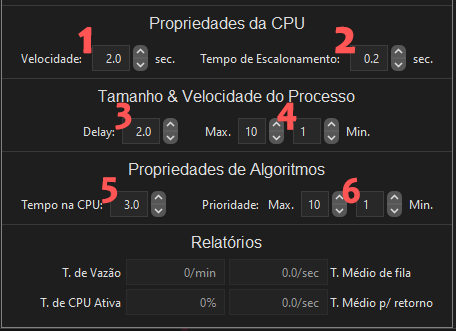 Propriedades da CPU
1 2
Velocidade: 2.0 sec. Tempo de Escalonamento: 0.2 sec.
Tamanho & Velocidade do Processo
3 4
Delay: 2.0 Max. 10 1 Min.
Propriedades de Algoritmos
5 6
Tempo na CPU: 3.0 Prioridade: Max. 10 1 Min.
Relatórios
T. de Vazão 0/min 0.0/sec T. Médio de fila
T. de CPU Ativa 0% 0.0/sec T. Médio p/ retorno